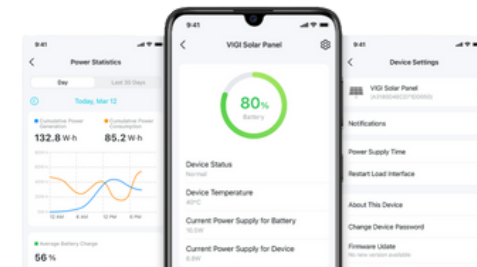 9:41
Power Statistics
Day
Last 30 Days
Today, Mar 12
Cumulative Power Generation
Cumulative Power Consumption
132.8 W·h
85.2 W·h
12 AM
6 AM
12 PM
6 PM
Average Battery Charge
56 %
9:41
VIGI Solar Panel
80%
Battery
Device Status
Normal
Device Temperature
40°C
Current Power Supply for Battery
10.5W
Current Power Supply for Device
6.8W
9:41
Device Settings
VIGI Solar Panel
Notifications
Power Supply Time
Restart Load Interface
About This Device
Change Device Password
Firmware Udate
No new version available